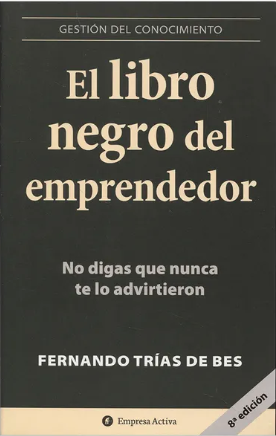 GESTIÓN DEL CONOCIMIENTO
El libro
negro del
emprendedor
No digas que nunca
te lo advirtieron
FERNANDO TRÍAS DE BES
8ª edición
Empresa Activa